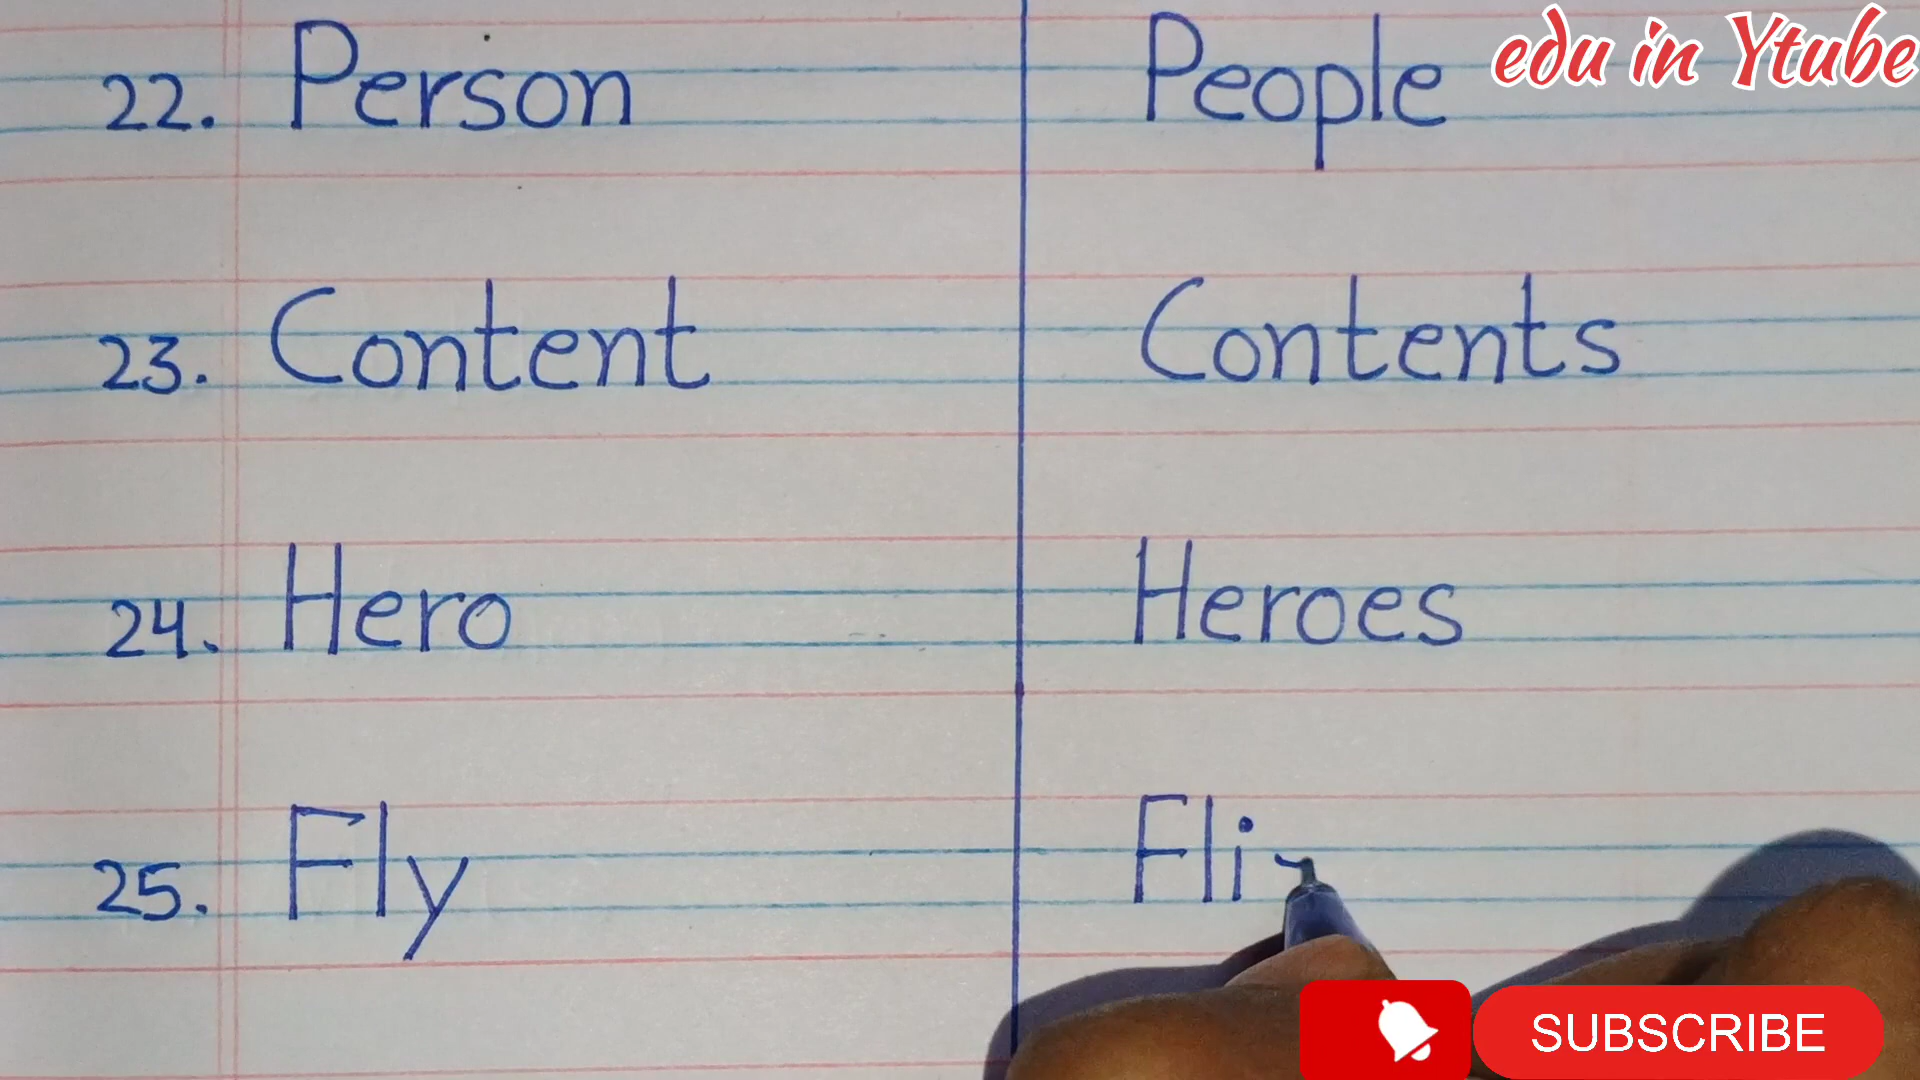 edu in Ytube
22. Person People
23. Content Contents
24. Hero Heroes
25. Fly Fli
SUBSCRIBE